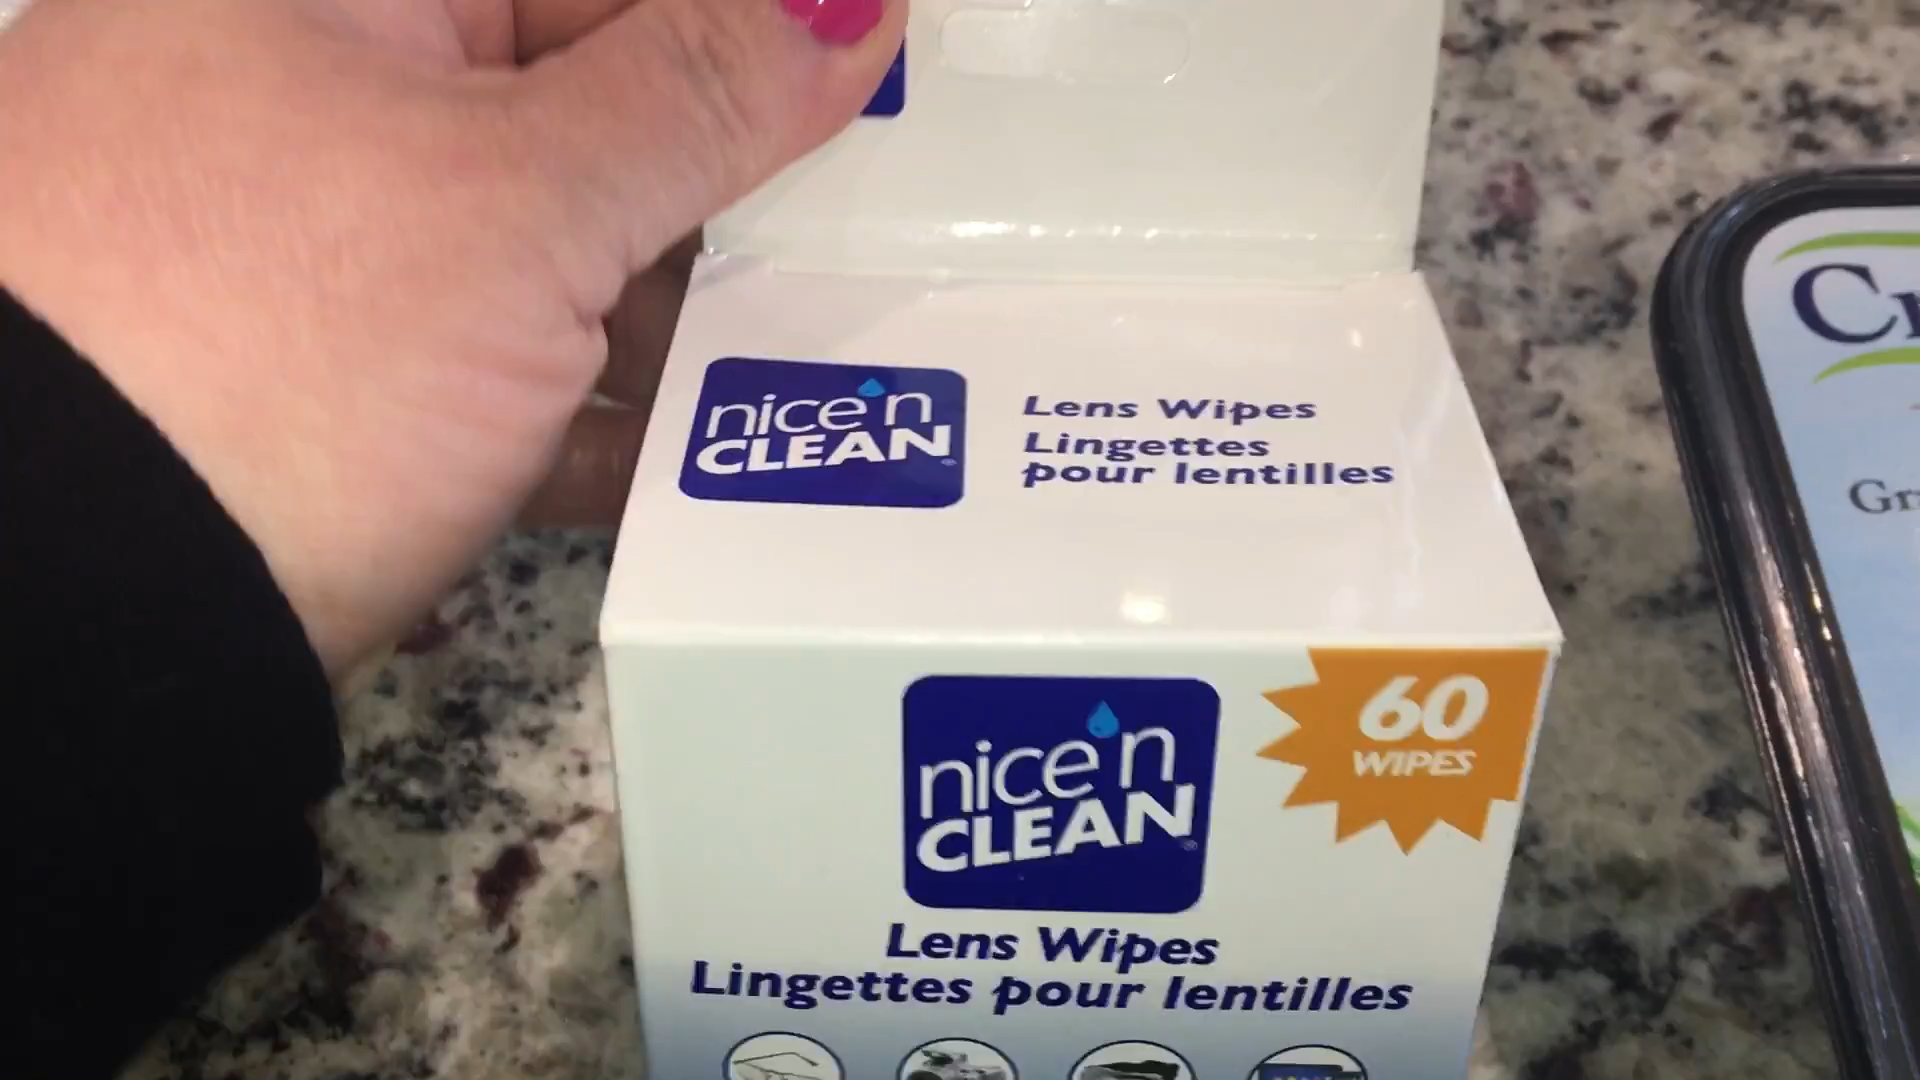 nice'n
CLEAN®
Lens Wipes
Lingettes
pour lentilles
nice'n
CLEAN®
60
WIPES
Lens Wipes
Lingettes pour lentilles